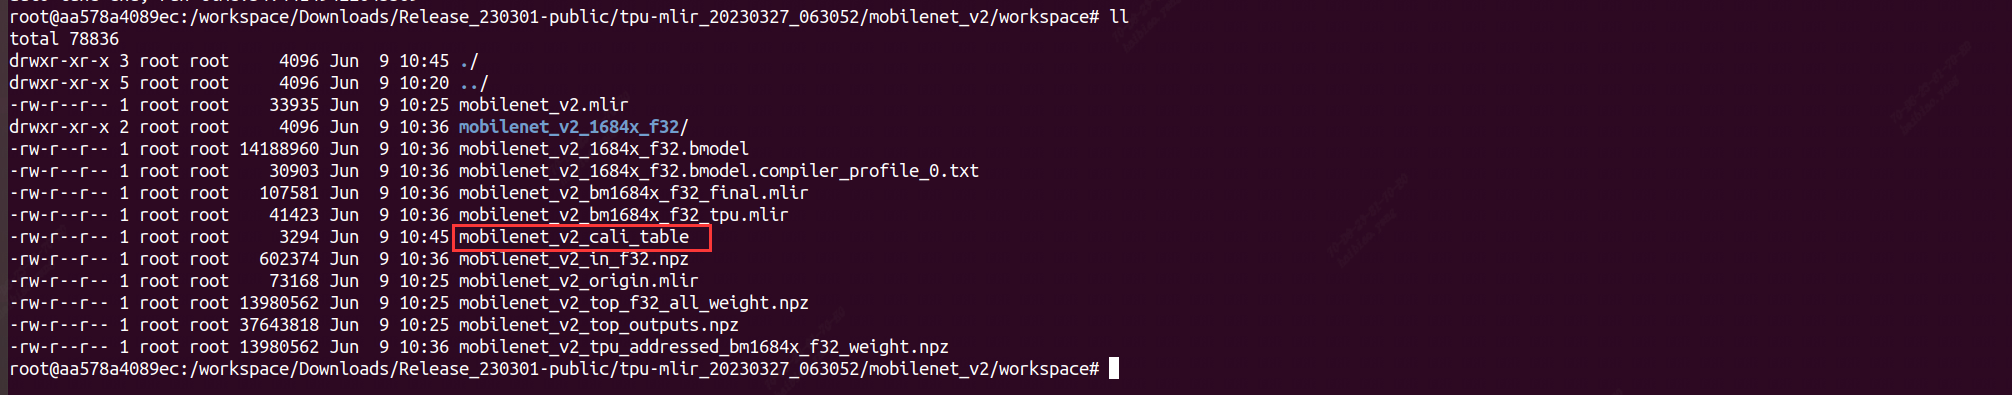 root@aa578a4089ec:/workspace/Downloads/Release_230301-public/tpu-mlir_20230327_063052/mobilenet_v2/workspace# ll
total 78836
drwxr-xr-x 3 root root     4096 Jun  9 10:45 ./
drwxr-xr-x 5 root root     4096 Jun  9 10:20 ../
-rw-r--r-- 1 root root    33935 Jun  9 10:25 mobilenet_v2.mlir
drwxr-xr-x 2 root root     4096 Jun  9 10:36 mobilenet_v2_1684x_f32/
-rw-r--r-- 1 root root 14188960 Jun  9 10:36 mobilenet_v2_1684x_f32.bmodel
-rw-r--r-- 1 root root    30903 Jun  9 10:36 mobilenet_v2_1684x_f32.bmodel.compiler_profile_0.txt
-rw-r--r-- 1 root root   107581 Jun  9 10:36 mobilenet_v2_bm1684x_f32_final.mlir
-rw-r--r-- 1 root root    41423 Jun  9 10:36 mobilenet_v2_bm1684x_f32_tpu.mlir
-rw-r--r-- 1 root root     3294 Jun  9 10:45 mobilenet_v2_cali_table
-rw-r--r-- 1 root root   602374 Jun  9 10:36 mobilenet_v2_in_f32.npz
-rw-r--r-- 1 root root    73168 Jun  9 10:25 mobilenet_v2_origin.mlir
-rw-r--r-- 1 root root 13980562 Jun  9 10:25 mobilenet_v2_top_f32_all_weight.npz
-rw-r--r-- 1 root root 37643818 Jun  9 10:25 mobilenet_v2_top_outputs.npz
-rw-r--r-- 1 root root 13980562 Jun  9 10:36 mobilenet_v2_tpu_addressed_bm1684x_f32_weight.npz
root@aa578a4089ec:/workspace/Downloads/Release_230301-public/tpu-mlir_20230327_063052/mobilenet_v2/workspace#